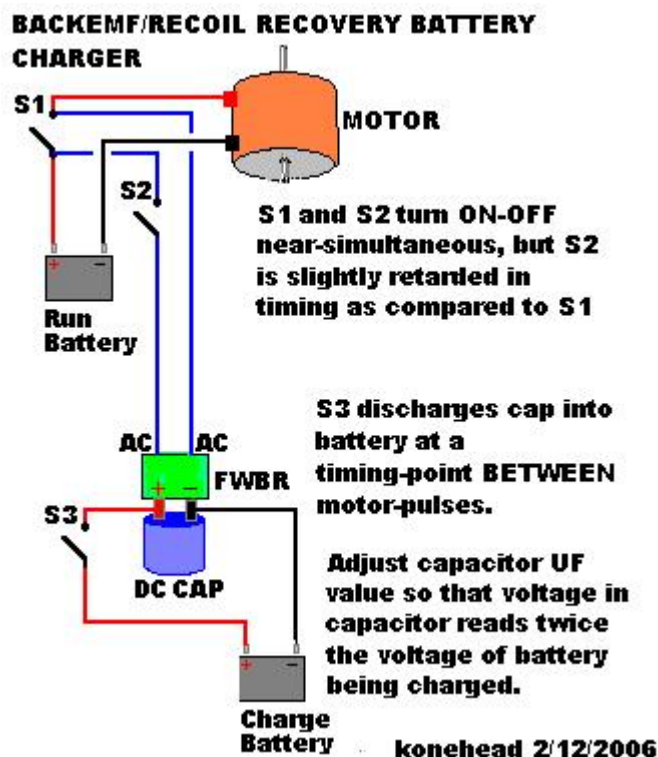 BACKEMF/RECOIL RECOVERY BATTERY
CHARGER
S1
MOTOR
S2
S1 and S2 turn ON-OFF
near-simultaneous, but S2
is slightly retarded in
timing as compared to S1
+ −
Run
Battery
S3 discharges cap into
battery at a
timing-point BETWEEN
motor-pulses.
AC AC
+ −
FWBR
S3
DC CAP
Adjust capacitor UF
value so that voltage in
capacitor reads twice
the voltage of battery
being charged.
+ −
Charge
Battery
konehead 2/12/2006